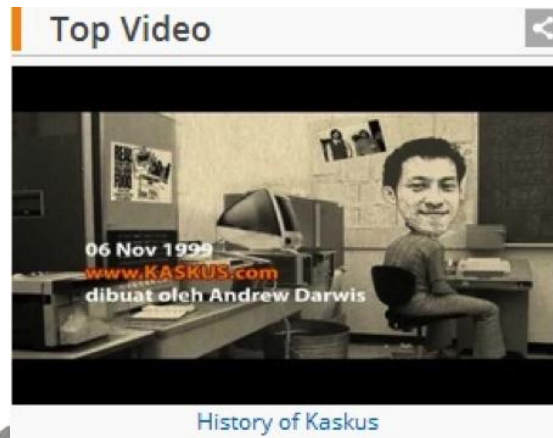 Top Video
06 Nov 1999
www.KASKUS.com
dibuat oleh Andrew Darwis
History of Kaskus